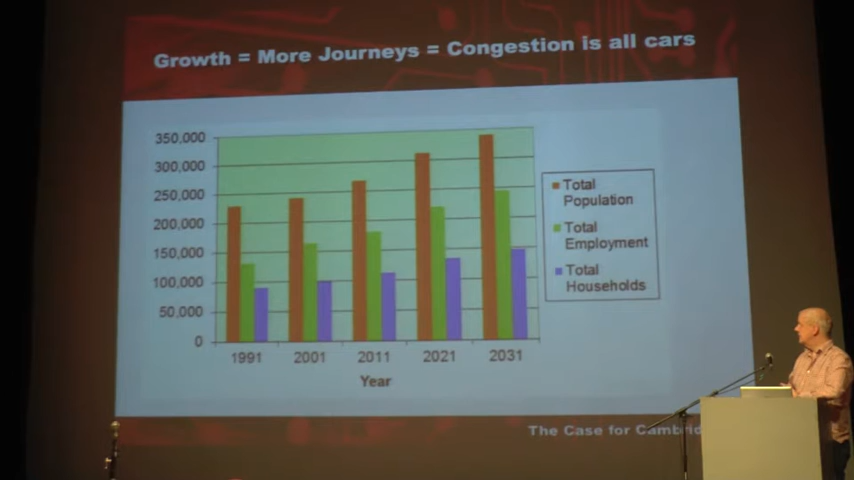 Growth = More Journeys = Congestion is all cars
350,000
300,000
250,000
200,000
150,000
100,000
50,000
0
1991 2001 2011 2021 2031
Year
Total
Population
Total
Employment
Total
Households
The Case for